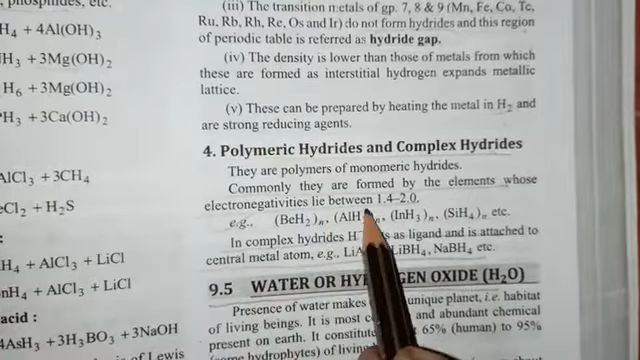 phosphides, etc.
H₄ + 4Al(OH)₃
H₃ + 3Mg(OH)₂
H₆ + 3Mg(OH)₂
H₃ + 3Ca(OH)₂
AlCl₃ + 3CH₄
eCl₂ + H₂S
:
H₄ + AlCl₃ + LiCl
nH₄ + AlCl₃ + LiCl
acid :
4AsH₃ + 3H₃BO₃ + 3NaOH
of Lewis
(iii) The transition metals of gp. 7, 8 & 9 (Mn, Fe, Co, Tc,
Ru, Rb, Rh, Re, Os and Ir) do not form hydrides and this region
of periodic table is referred as hydride gap.
(iv) The density is lower than those of metals from which
these are formed as interstitial hydrogen expands metallic
lattice.
(v) These can be prepared by heating the metal in H₂ and
are strong reducing agents.
4. Polymeric Hydrides and Complex Hydrides
They are polymers of monomeric hydrides.
Commonly they are formed by the elements whose
electronegativities lie between 1.4–2.0.
e.g., (BeH₂)ₙ, (AlH ₙ, (InH₃)ₙ, (SiH₄)ₙ etc.
In complex hydrides H⁻ as ligand and is attached to
central metal atom, e.g., LiBH₄, NaBH₄ etc.
9.5 WATER OR HY GEN OXIDE (H₂O)
Presence of water makes unique planet, i.e. habitat
of living beings. It is most and abundant chemical
present on earth. It constitute 65% (human) to 95%
(some hydrophytes) of